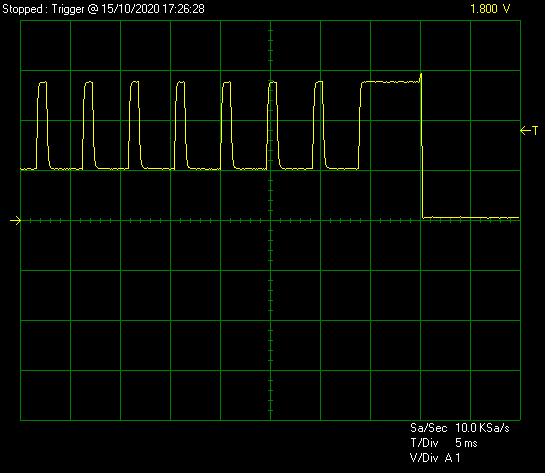 Stopped : Trigger @ 15/10/2020 17:26:28 1.800 V
T
Sa/Sec 10.0 KSa/s
T/Div 5 ms
V/Div A 1